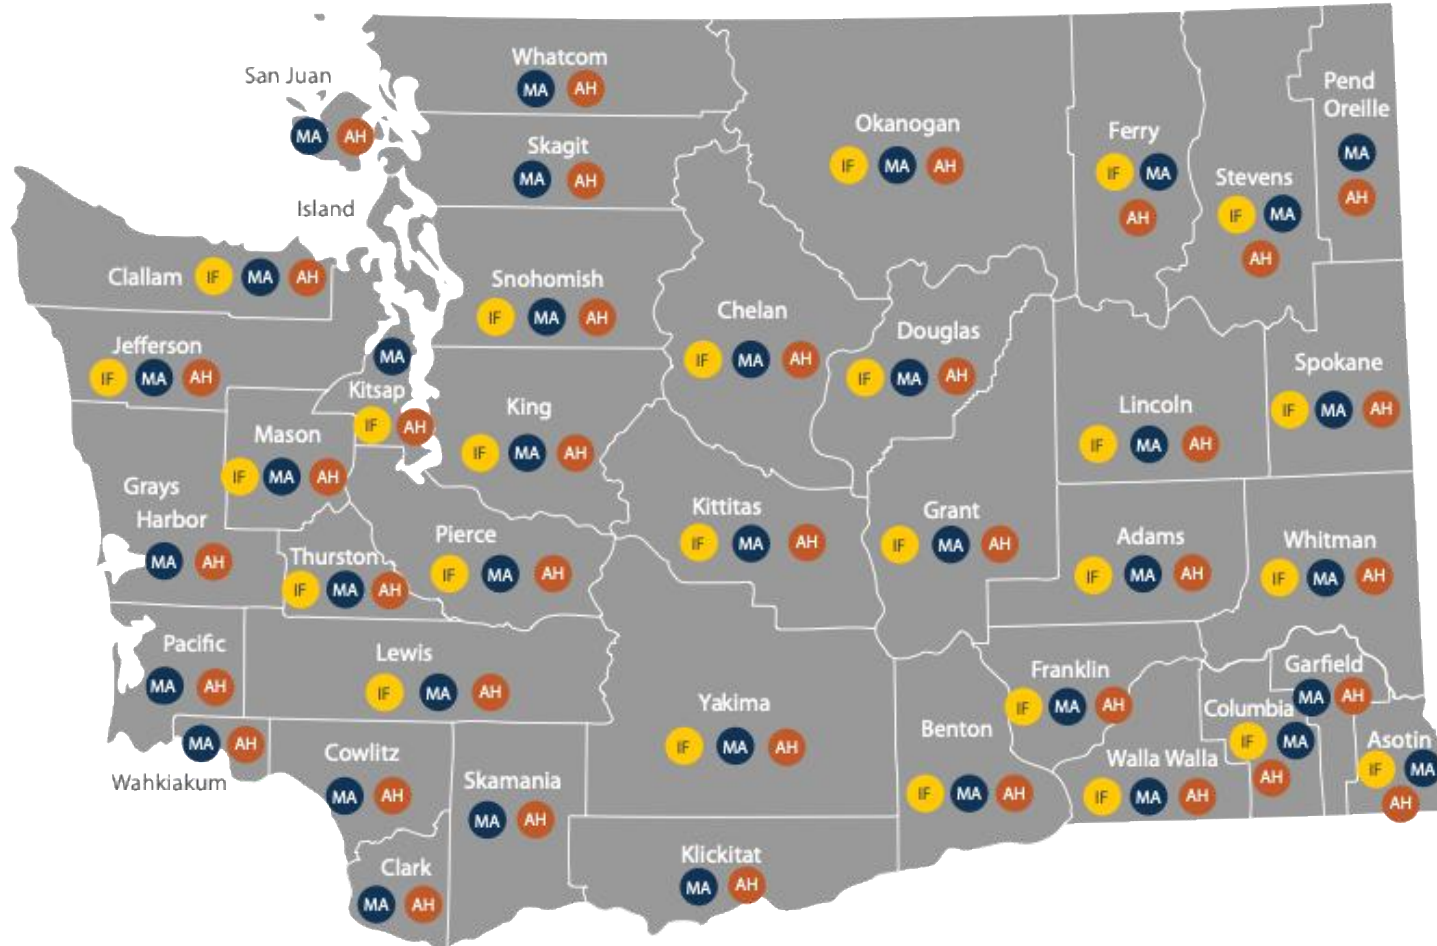 Whatcom
MA AH
San Juan
MA AH
Skagit
MA AH
Island
Okanogan
IF MA AH
Ferry
IF MA
AH
Stevens
IF MA
AH
Pend
Oreille
MA
AH
Clallam IF MA AH
Snohomish
IF MA AH
Chelan
IF MA AH
Douglas
IF MA AH
Jefferson
IF MA AH
MA
Kitsap
IF AH
King
IF MA AH
Lincoln
IF MA AH
Spokane
IF MA AH
Mason
IF MA AH
Grays
Harbor
MA AH
Thurston
IF MA AH
Pierce
IF MA AH
Kittitas
IF MA AH
Grant
IF MA AH
Adams
IF MA AH
Whitman
IF MA AH
Pacific
MA AH
Lewis
IF MA AH
Yakima
IF MA AH
Benton
IF MA AH
Franklin
IF MA AH
Walla Walla
IF MA AH
Columbia
IF MA
AH
Garfield
MA AH
Asotin
IF MA
AH
MA AH
Wahkiakum
Cowlitz
MA AH
Skamania
MA AH
Clark
MA AH
Klickitat
MA AH